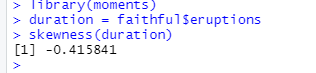 > library(moments)
> duration = faithful$eruptions
> skewness(duration)
[1] -0.415841
>